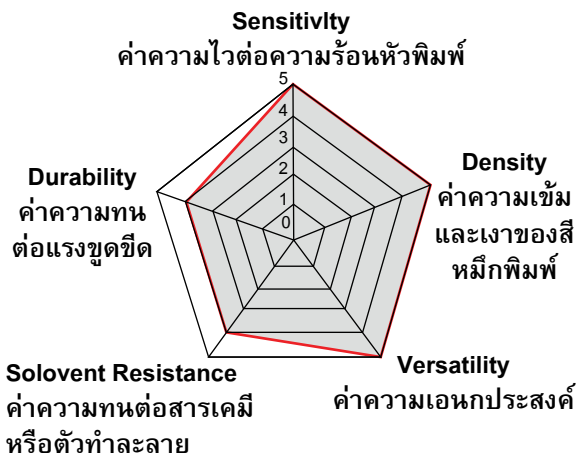 Sensitivlty
ค่าความไวต่อความร้อนหัวพิมพ์
5
4
3
2
1
0
Density
ค่าความเข้ม
และเงาของสี
หมึกพิมพ์
Durability
ค่าความทน
ต่อแรงขูดขีด
Versatility
ค่าความเอนกประสงค์
Solovent Resistance
ค่าความทนต่อสารเคมี
หรือตัวทำละลาย